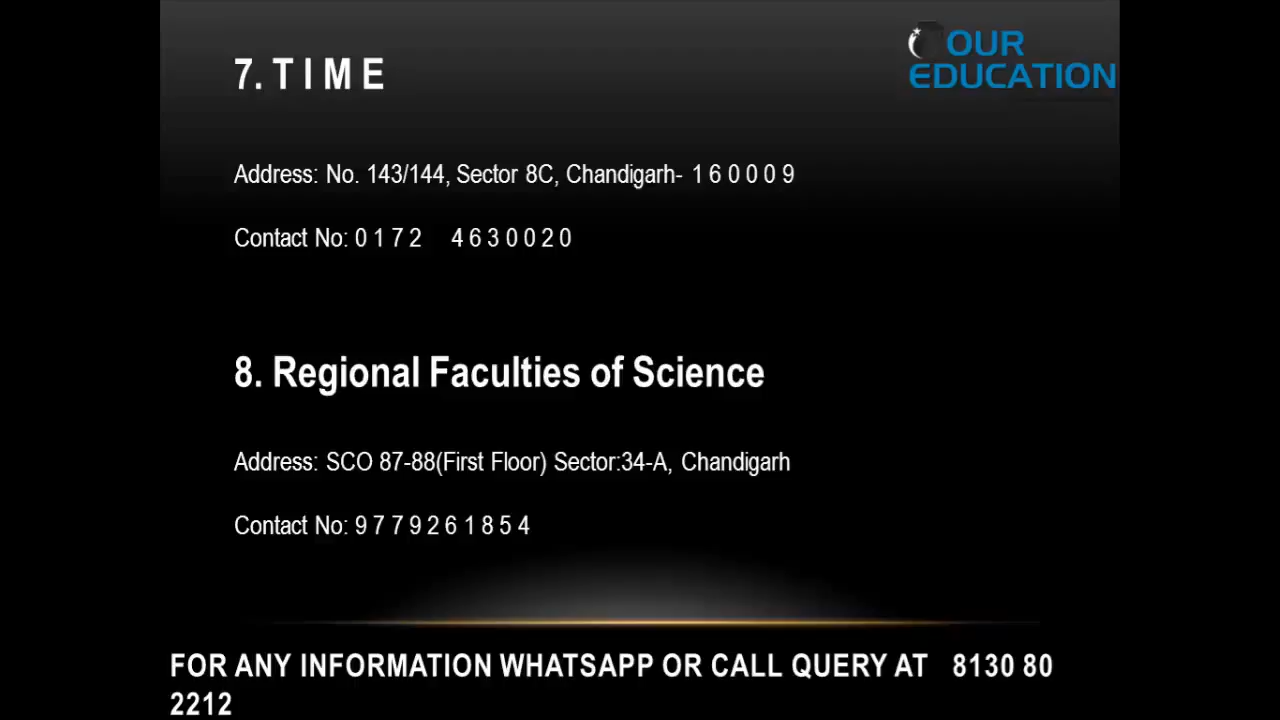 OUR
EDUCATION
7. T I M E
Address: No. 143/144, Sector 8C, Chandigarh- 1 6 0 0 0 9
Contact No: 0 1 7 2 4 6 3 0 0 2 0
8. Regional Faculties of Science
Address: SCO 87-88(First Floor) Sector:34-A, Chandigarh
Contact No: 9 7 7 9 2 6 1 8 5 4
FOR ANY INFORMATION WHATSAPP OR CALL QUERY AT 8130 80
2212